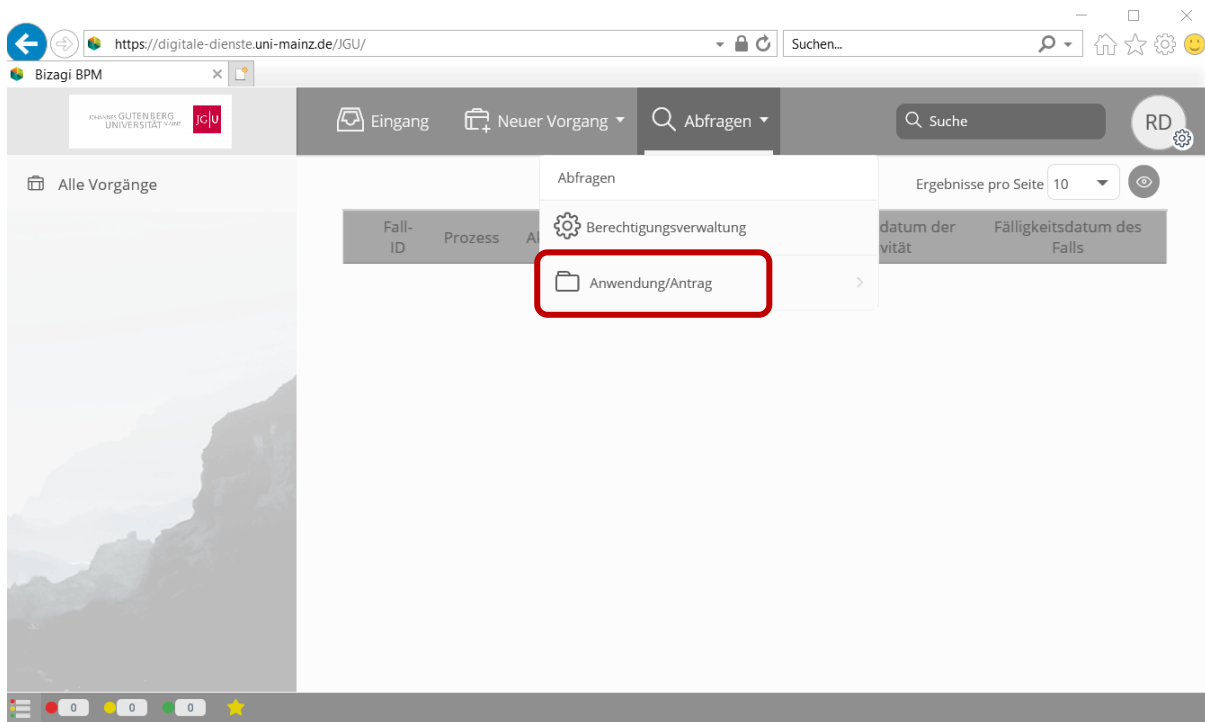 https://digitale-dienste.uni-mainz.de/JGU/
Suchen...
Bizagi BPM
JOHANNES GUTENBERG
UNIVERSITÄT MAINZ
JG|U
Eingang
Neuer Vorgang
Abfragen
Suche
RD
Alle Vorgänge
Abfragen
Ergebnisse pro Seite 10
Fall-
ID
Prozess
Berechtigungsverwaltung
datum der
vität
Fälligkeitsdatum des
Falls
Anwendung/Antrag
0
0
0